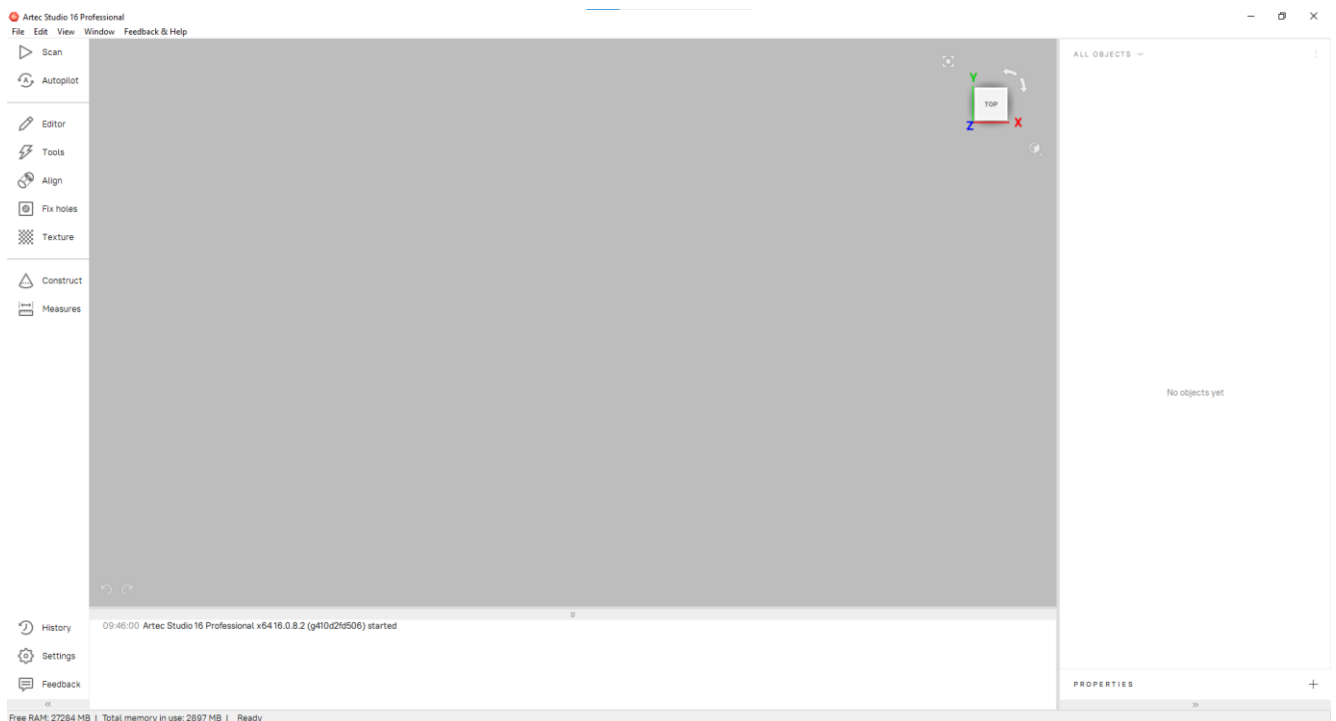 Artec Studio 16 Professional
File Edit View Window Feedback & Help
Scan
Autopilot
Editor
Tools
Align
Fix holes
Texture
Construct
Measures
History
Settings
Feedback
Y
TOP
Z X
09:46:00 Artec Studio 16 Professional x64 16.0.8.2 (g410d2fd506) started
ALL OBJECTS
No objects yet
PROPERTIES
Free RAM: 27284 MB | Total memory in use: 2897 MB | Ready